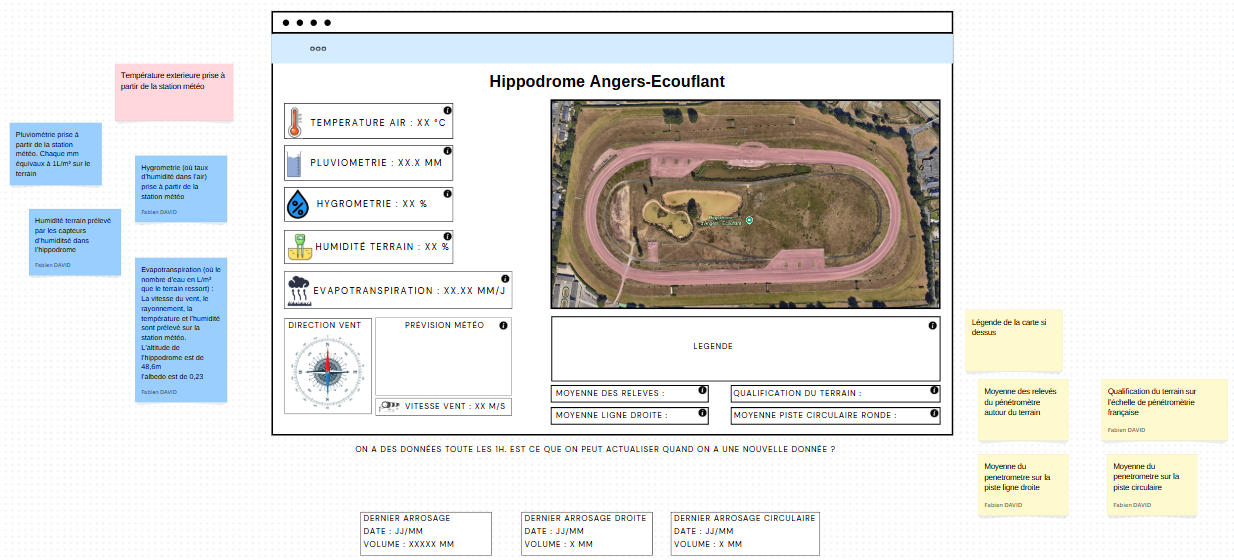 Température exterieure prise à
partir de la station météo
Pluviométrie prise à
partir de la station
météo. Chaque mm
équivaux à 1L/m² sur le
terrain
Hygrometrie (où taux
d'humidité dans l'air)
prise à partir de la
station météo
Fabien DAVID
Humidité terrain prélevé
par les capteurs
d'humiditsé dans
l'hippodrome
Fabien DAVID
Evapotranspiration (où le
nombre d'eau en L/m²
que le terrain ressort) :
La vitesse du vent, le
rayonnement, la
température et l'humidité
sont prélevé sur la
station météo.
L'altitude de
l'hippodrome est de
48,6m
l'albedo est de 0,23
Fabien DAVID
Hippodrome Angers-Ecouflant
TEMPERATURE AIR : XX °C
PLUVIOMETRIE : XX.X MM
HYGROMETRIE : XX %
HUMIDITÉ TERRAIN : XX %
EVAPOTRANSPIRATION : XX.XX MM/J
DIRECTION VENT
PRÉVISION MÉTÉO
VITESSE VENT : XX M/S
Hippodrome
d'Angers - Ecouflant
LEGENDE
MOYENNE DES RELEVES :
QUALIFICATION DU TERRAIN :
MOYENNE LIGNE DROITE :
MOYENNE PISTE CIRCULAIRE RONDE :
Légende de la carte si
dessus
Moyenne des relevés
du pénétromètre
autour du terrain
Qualification du terrain sur
l'échelle de pénétrométrie
française
Fabien DAVID
Moyenne du
penetrometre sur la
piste ligne droite
Fabien DAVID
Moyenne du
penetrometre sur la
piste circulaire
Fabien DAVID
ON A DES DONNÉES TOUTE LES 1H. EST CE QUE ON PEUT ACTUALISER QUAND ON A UNE NOUVELLE DONNÉE ?
DERNIER ARROSAGE
DATE : JJ/MM
VOLUME : XXXXX MM
DERNIER ARROSAGE DROITE
DATE : JJ/MM
VOLUME : X MM
DERNIER ARROSAGE CIRCULAIRE
DATE : JJ/MM
VOLUME : X MM